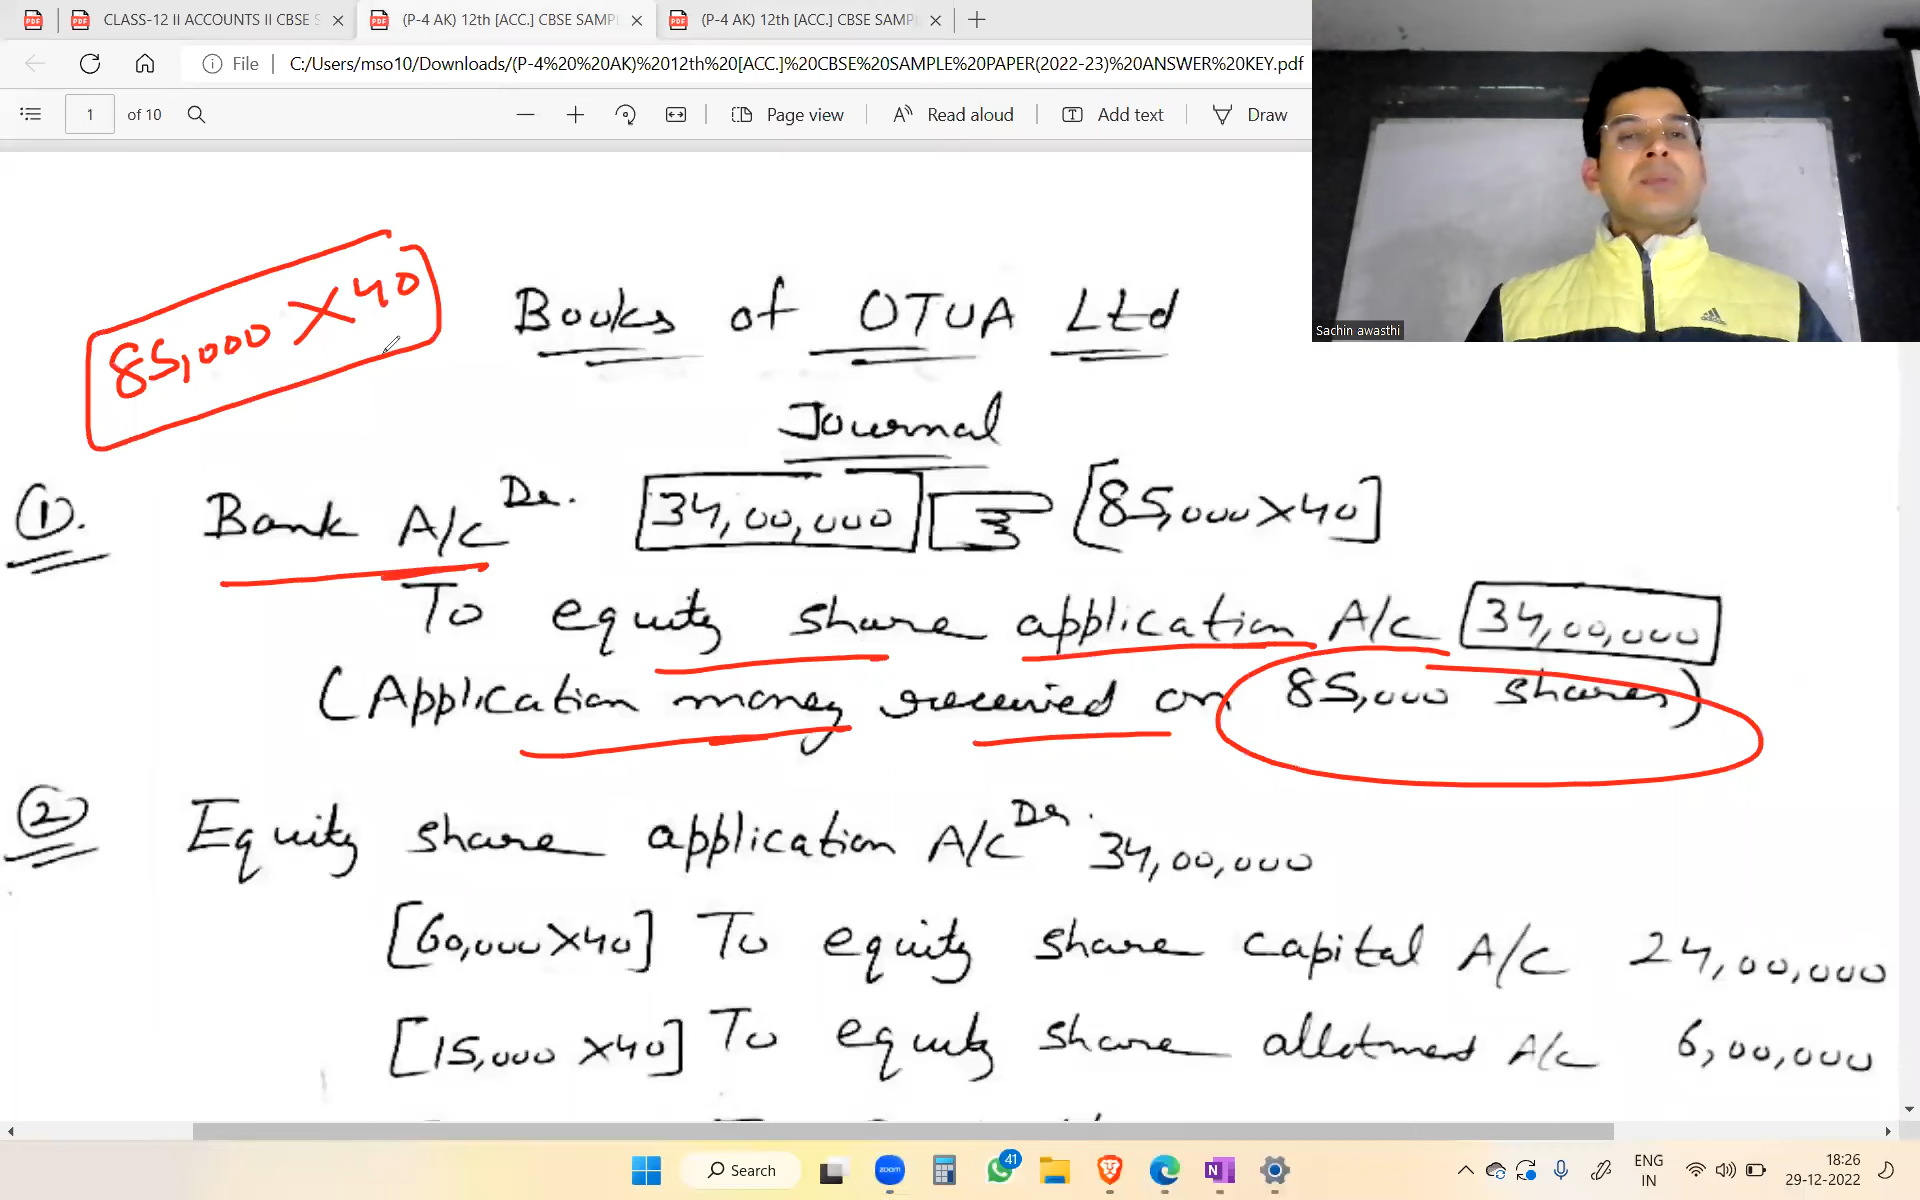 CLASS-12 II ACCOUNTS II CBSE S
(P-4 AK) 12th [ACC.] CBSE SAMPL
(P-4 AK) 12th [ACC.] CBSE SAMP
File C:/Users/mso10/Downloads/(P-4%20%20AK)%2012th%20[ACC.]%20CBSE%20SAMPLE%20PAPER(2022-23)%20ANSWER%20KEY.pdf
1 of 10 Page view Read aloud Add text Draw
Sachin awasthi
85,000 X 40
Books of OTUA Ltd
Journal
①. Bank A/c Dr. 34,00,000 [85,000X40]
To equity share application A/c 34,00,000
(Application money received on 85,000 shares)
② Equity share application A/c Dr. 34,00,000
[60,000X40] To equity share capital A/c 24,00,000
[15,000 X40] To equity share allotment A/c 6,00,000
Search zoom 41 N ENG 18:26
IN 29-12-2022